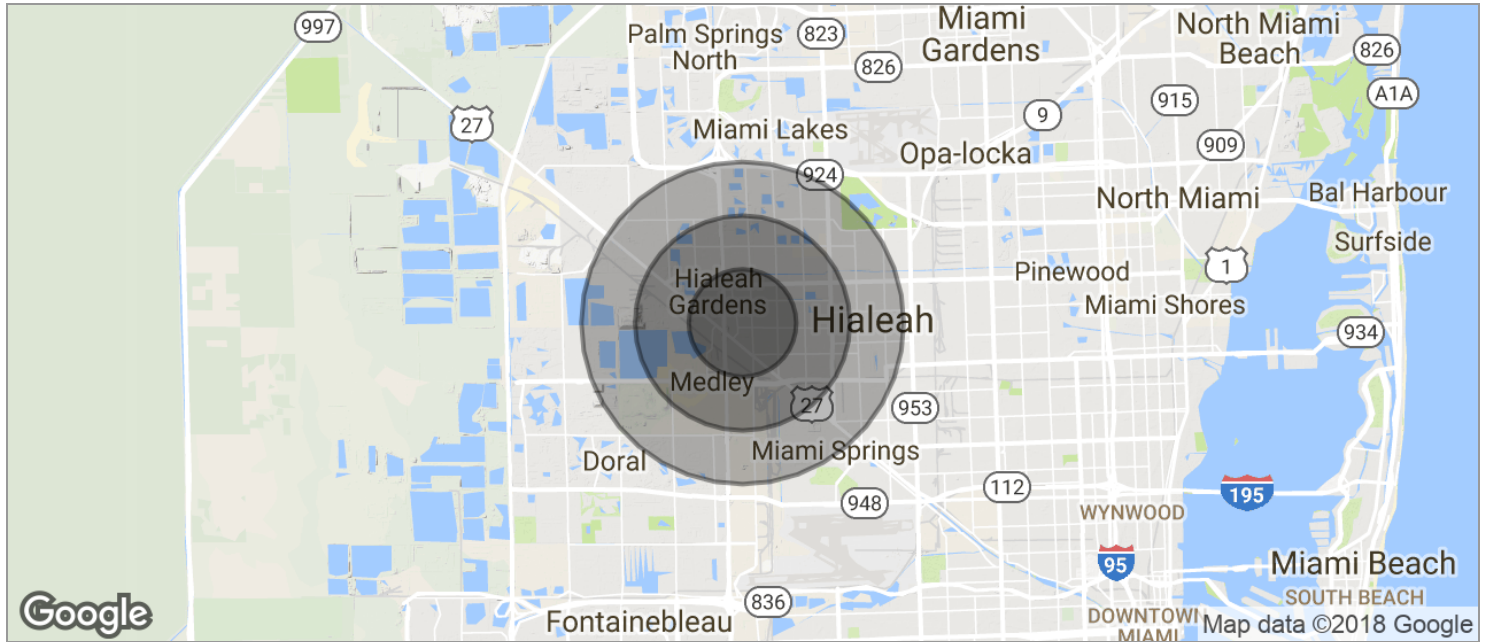 997
Palm Springs
North
823
826
Miami
Gardens
North Miami
Beach
826
A1A
27
Miami Lakes
9
915
909
924
Opa-locka
North Miami
Bal Harbour
Surfside
Hialeah
Gardens
Pinewood
1
Miami Shores
Hialeah
934
Medley
27
953
Doral
Miami Springs
948
112
195
WYNWOOD
95
Miami Beach
SOUTH BEACH
836
Fontainebleau
DOWNTOWN
MIAMI
Google
Map data ©2018 Google